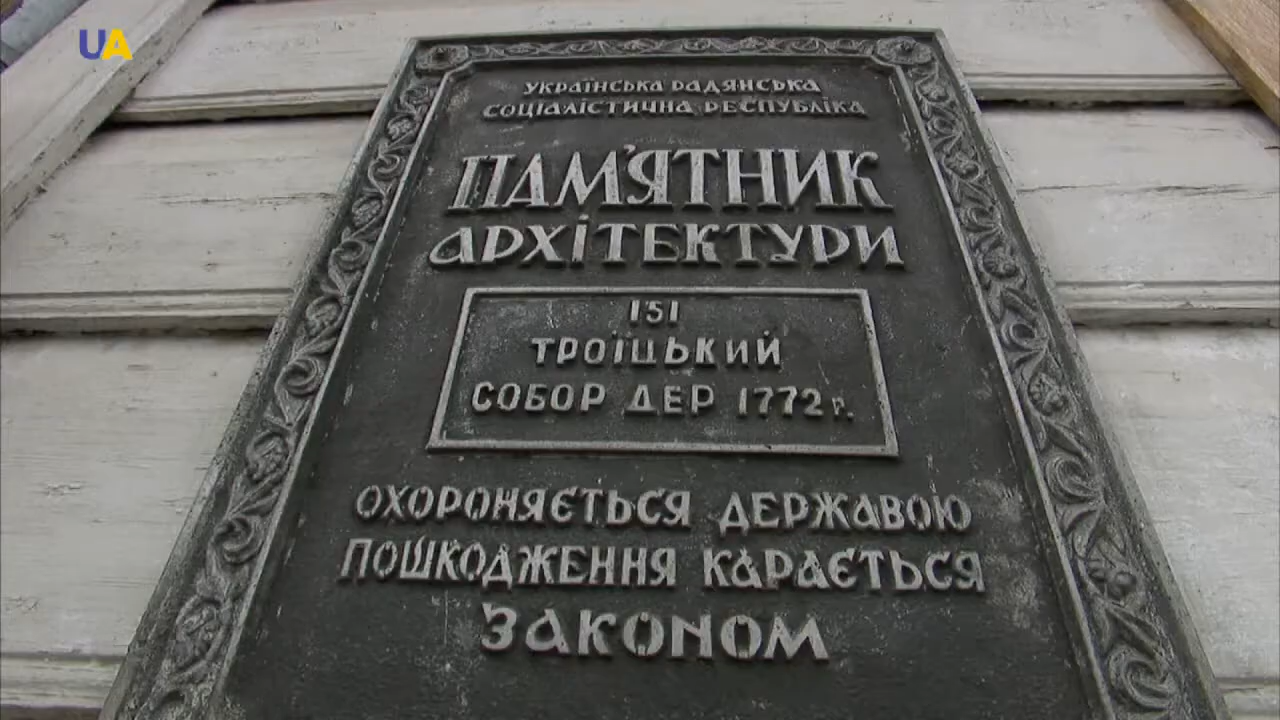 UA
УКРАЇНСЬКА РАДЯНСЬКА
СОЦІАЛІСТИЧНА РЕСПУБЛІКА
ПАМ'ЯТНИК
АРХІТЕКТУРИ
151
ТРОЇЦЬКИЙ
СОБОР ДЕР 1772 р.
ОХОРОНЯЄТЬСЯ ДЕРЖАВОЮ
ПОШКОДЖЕННЯ КАРАЄТЬСЯ
ЗАКОНОМ